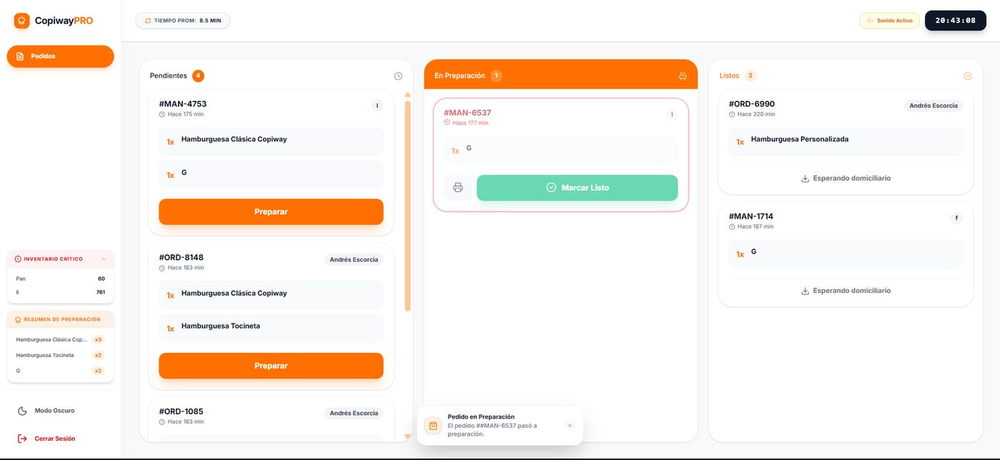 CopiwayPRO
TIEMPO PROM: 8.5 MIN
Sonido Activo
20:43:08
Pedidos
INVENTARIO CRÍTICO
Pan 60
ll 761
RESUMEN DE PREPARACIÓN
Hamburguesa Clásica Cop... x3
Hamburguesa Tocineta x2
G x2
Modo Oscuro
Cerrar Sesión
Pendientes 4
#MAN-4753 l
Hace 175 min
1x Hamburguesa Clásica Copiway
1x G
Preparar
#ORD-8148 Andrés Escorcia
Hace 163 min
1x Hamburguesa Clásica Copiway
1x Hamburguesa Tocineta
Preparar
#ORD-1085 Andrés Escorcia
Hace 163 min
En Preparación 1
#MAN-6537 l
Hace 177 min
1x G
Marcar Listo
Listos 2
#ORD-6990 Andrés Escorcia
Hace 320 min
1x Hamburguesa Personalizada
Esperando domiciliario
#MAN-1714 f
Hace 187 min
1x G
Esperando domiciliario
Pedido en Preparación
El pedido ##MAN-6537 pasó a
preparación.